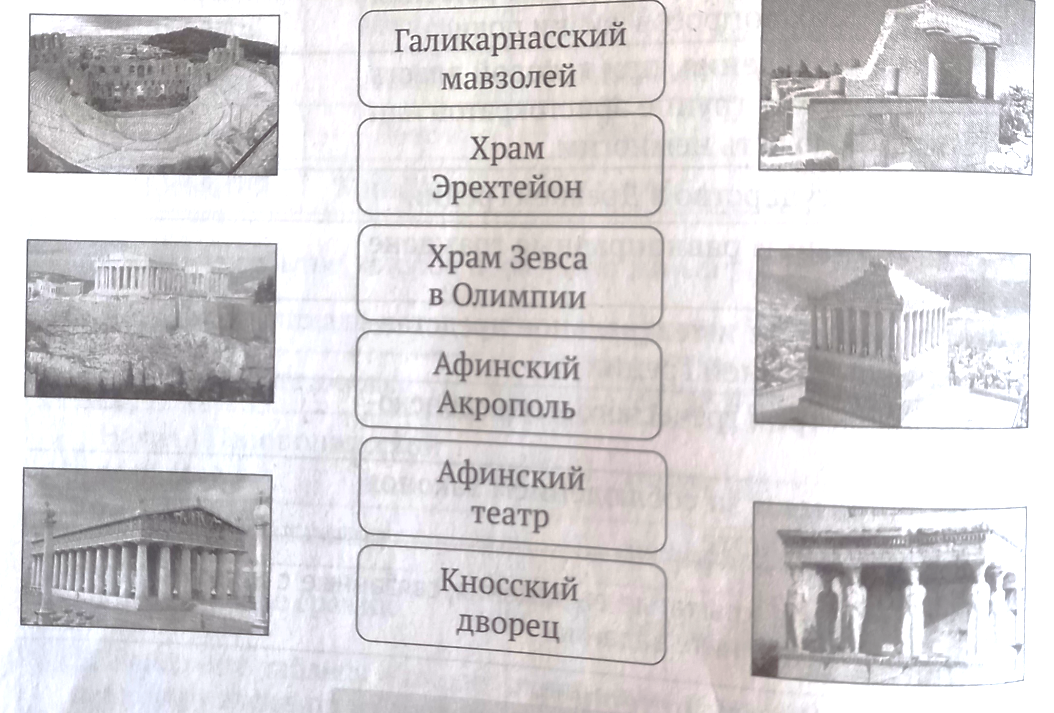 Галикарнасский
мавзолей
Храм
Эрехтейон
Храм Зевса
в Олимпии
Афинский
Акрополь
Афинский
театр
Кносский
дворец